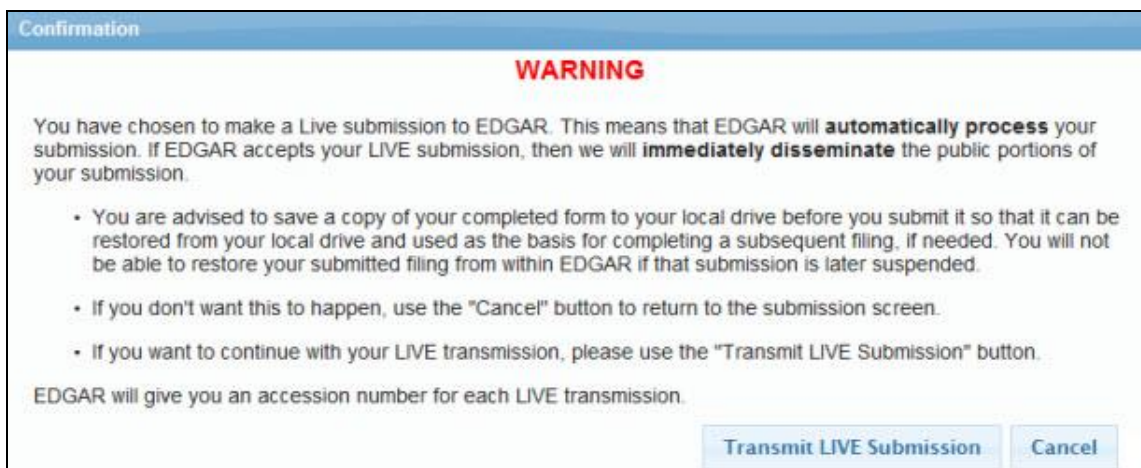 Confirmation
WARNING
You have chosen to make a Live submission to EDGAR. This means that EDGAR will automatically process your
submission. If EDGAR accepts your LIVE submission, then we will immediately disseminate the public portions of
your submission.
• You are advised to save a copy of your completed form to your local drive before you submit it so that it can be
restored from your local drive and used as the basis for completing a subsequent filing, if needed. You will not
be able to restore your submitted filing from within EDGAR if that submission is later suspended.
• If you don't want this to happen, use the "Cancel" button to return to the submission screen.
• If you want to continue with your LIVE transmission, please use the "Transmit LIVE Submission" button.
EDGAR will give you an accession number for each LIVE transmission.
Transmit LIVE Submission Cancel